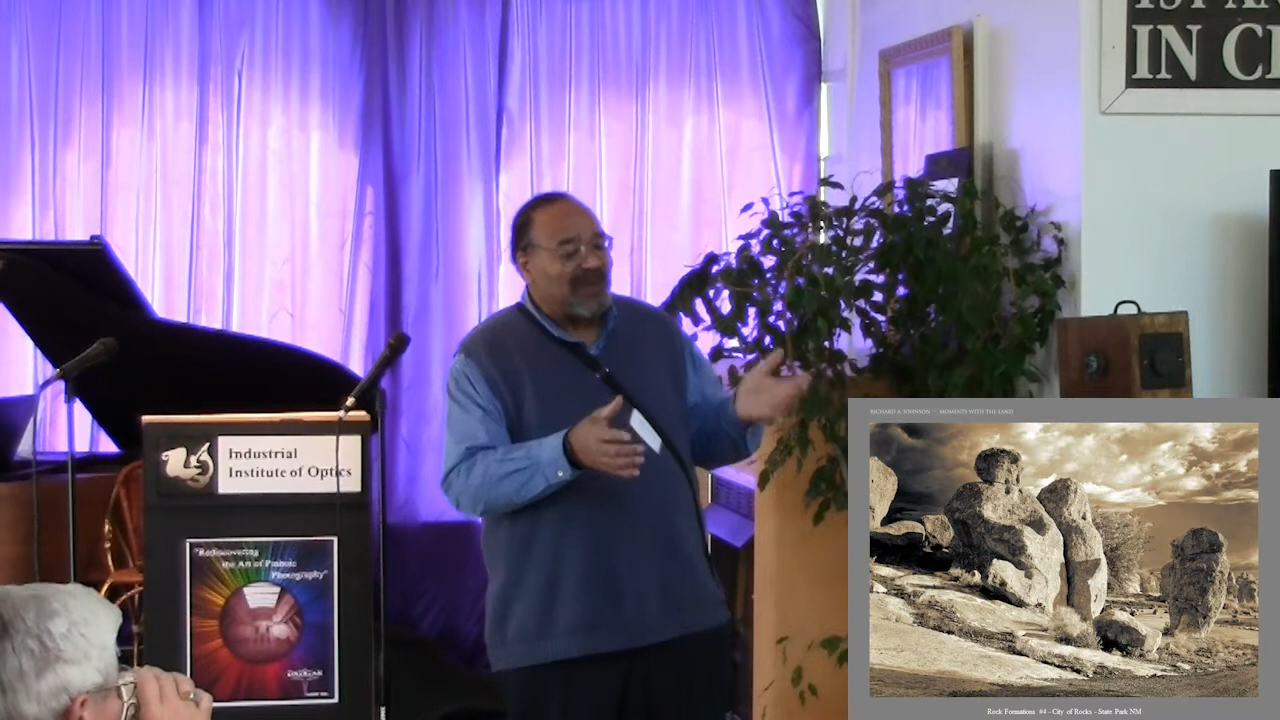 IN
Industrial
Institute of Optics
"Rediscovering
the Art of Pinhole
Photography"
RICHARD A. JOHNSON - MOMENTS WITH THE LAND
Rock Formations #4 - City of Rocks - State Park NM